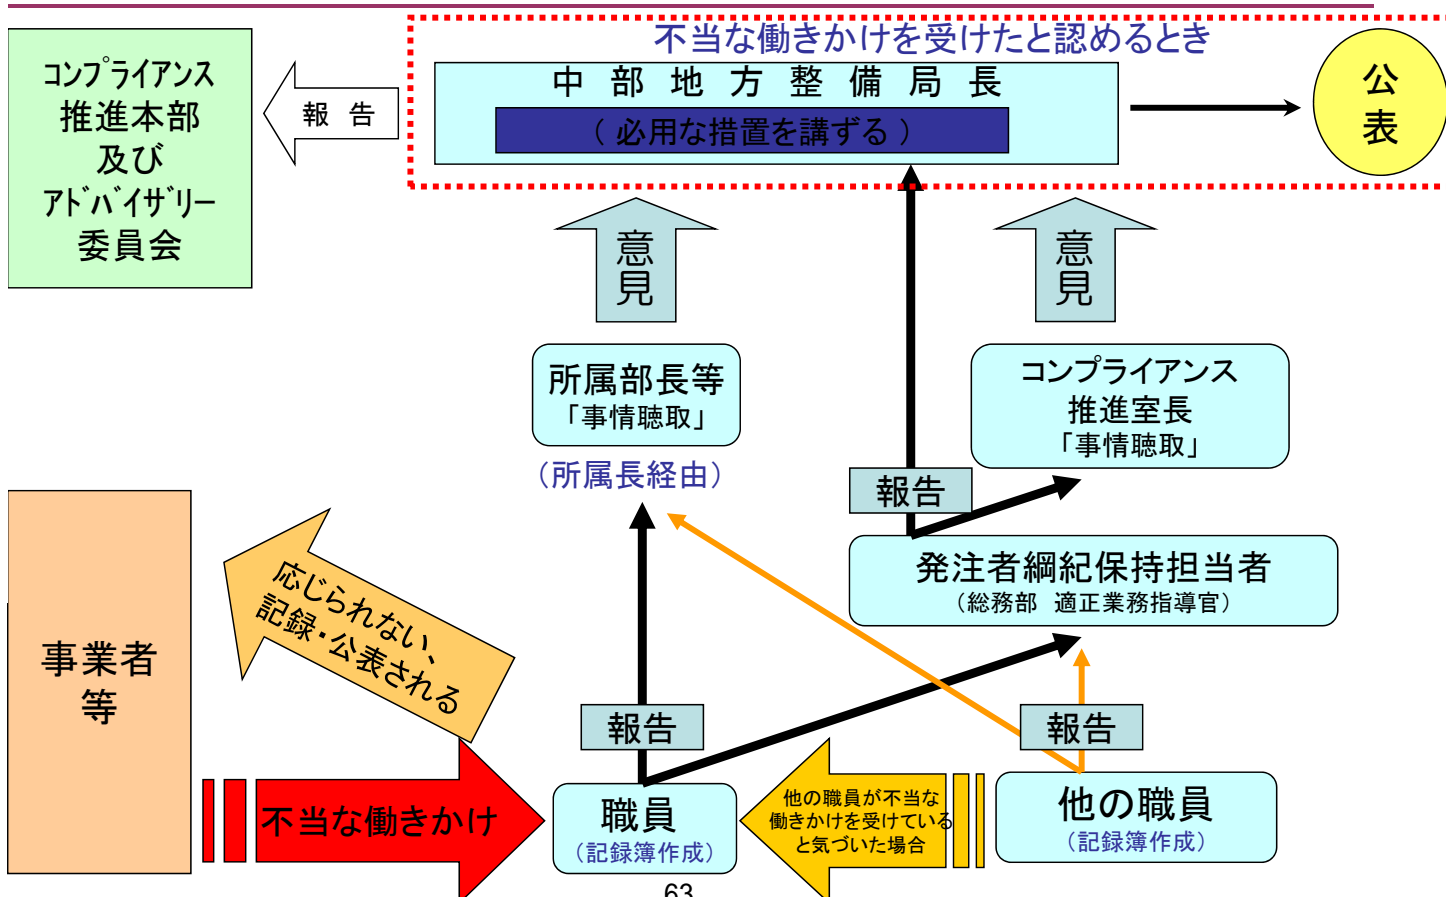 不当な働きかけを受けたと認めるとき
コンプライアンス
推進本部
及び
アドバイザリー
委員会
報 告
中 部 地 方 整 備 局 長
（ 必用な措置を講ずる ）
公
表
意
見
意
見
所属部長等
「事情聴取」
（所属長経由）
コンプライアンス
推進室長
「事情聴取」
報告
発注者綱紀保持担当者
（総務部 適正業務指導官）
事業者
等
応じられない、
記録・公表される
報告
報告
不当な働きかけ
職員
（記録簿作成）
他の職員が不当な
働きかけを受けている
と気づいた場合
他の職員
（記録簿作成）
63